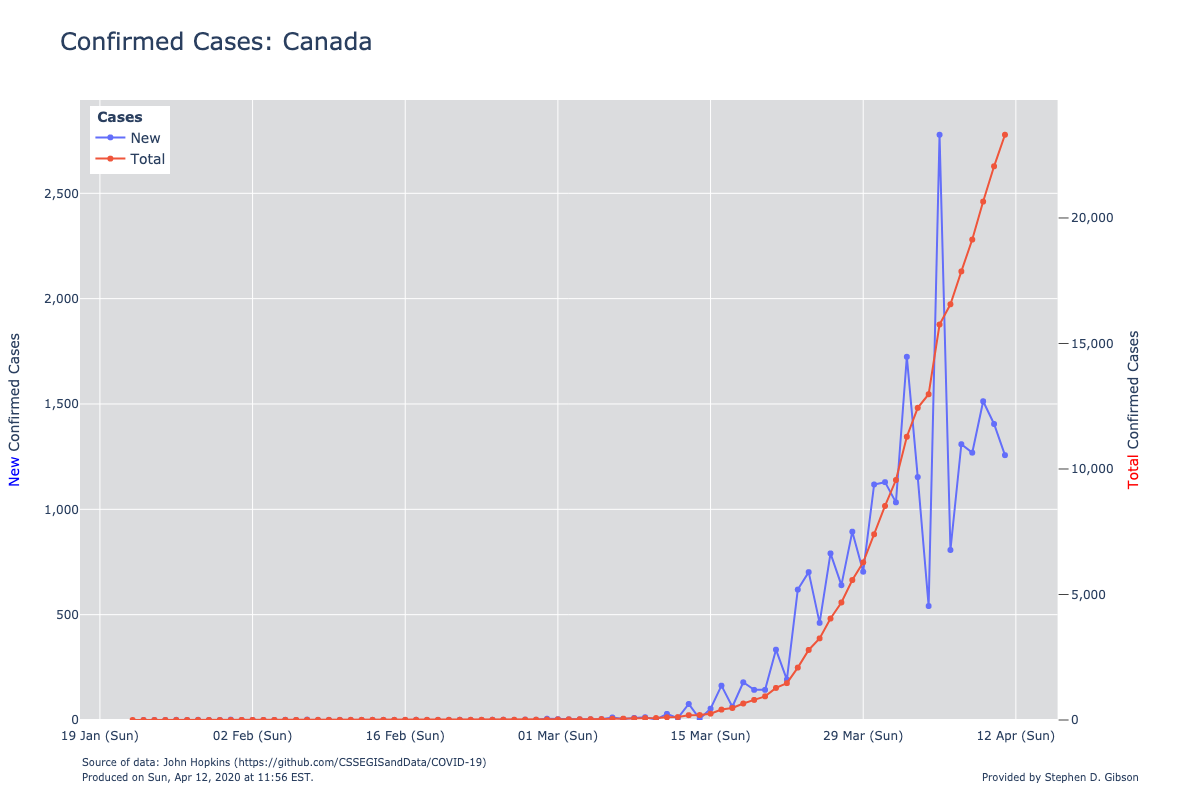 Confirmed Cases: Canada
Cases
New
Total
2,500
2,000
1,500
1,000
500
0
New Confirmed Cases
20,000
15,000
10,000
5,000
0
Total Confirmed Cases
19 Jan (Sun) 02 Feb (Sun) 16 Feb (Sun) 01 Mar (Sun) 15 Mar (Sun) 29 Mar (Sun) 12 Apr (Sun)
Source of data: John Hopkins (https://github.com/CSSEGISandData/COVID-19)
Produced on Sun, Apr 12, 2020 at 11:56 EST.
Provided by Stephen D. Gibson